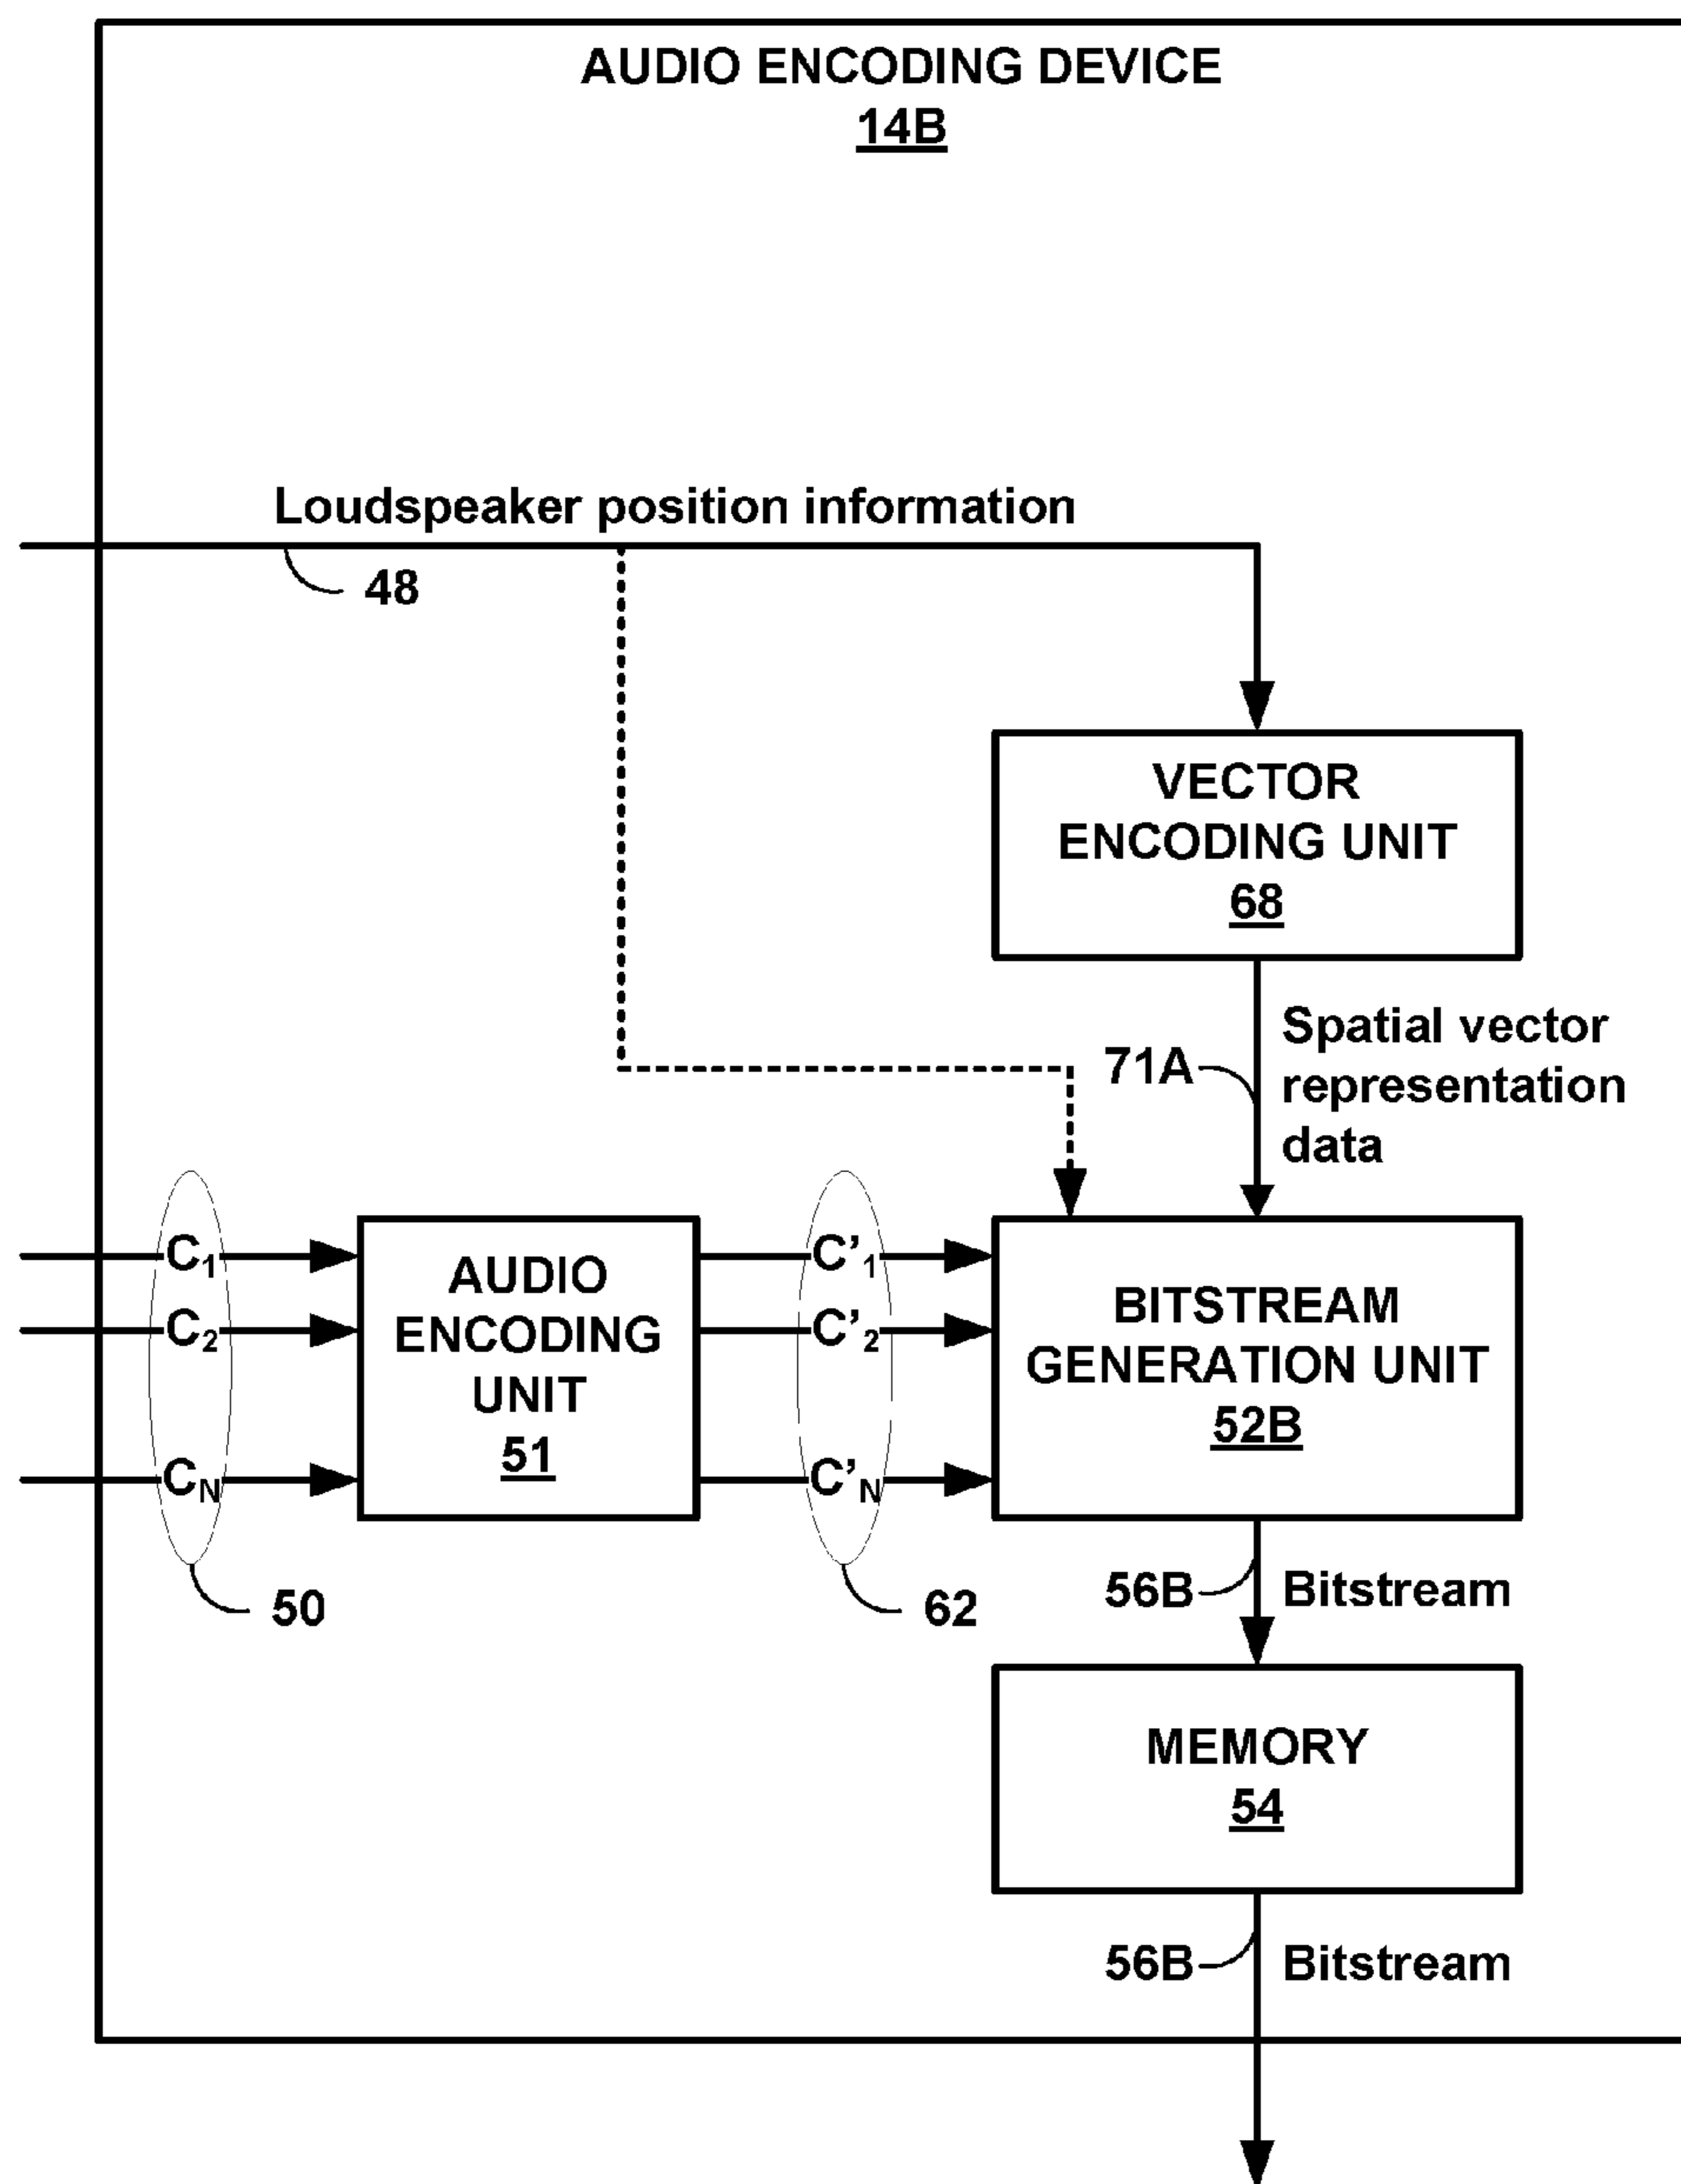 AUDIO ENCODING DEVICE
14B
Loudspeaker position information
48
VECTOR
ENCODING UNIT
68
71A
Spatial vector
representation
data
C1
C2
CN
50
AUDIO
ENCODING
UNIT
51
C’1
C’2
C’N
62
BITSTREAM
GENERATION UNIT
52B
56B
Bitstream
MEMORY
54
56B
Bitstream